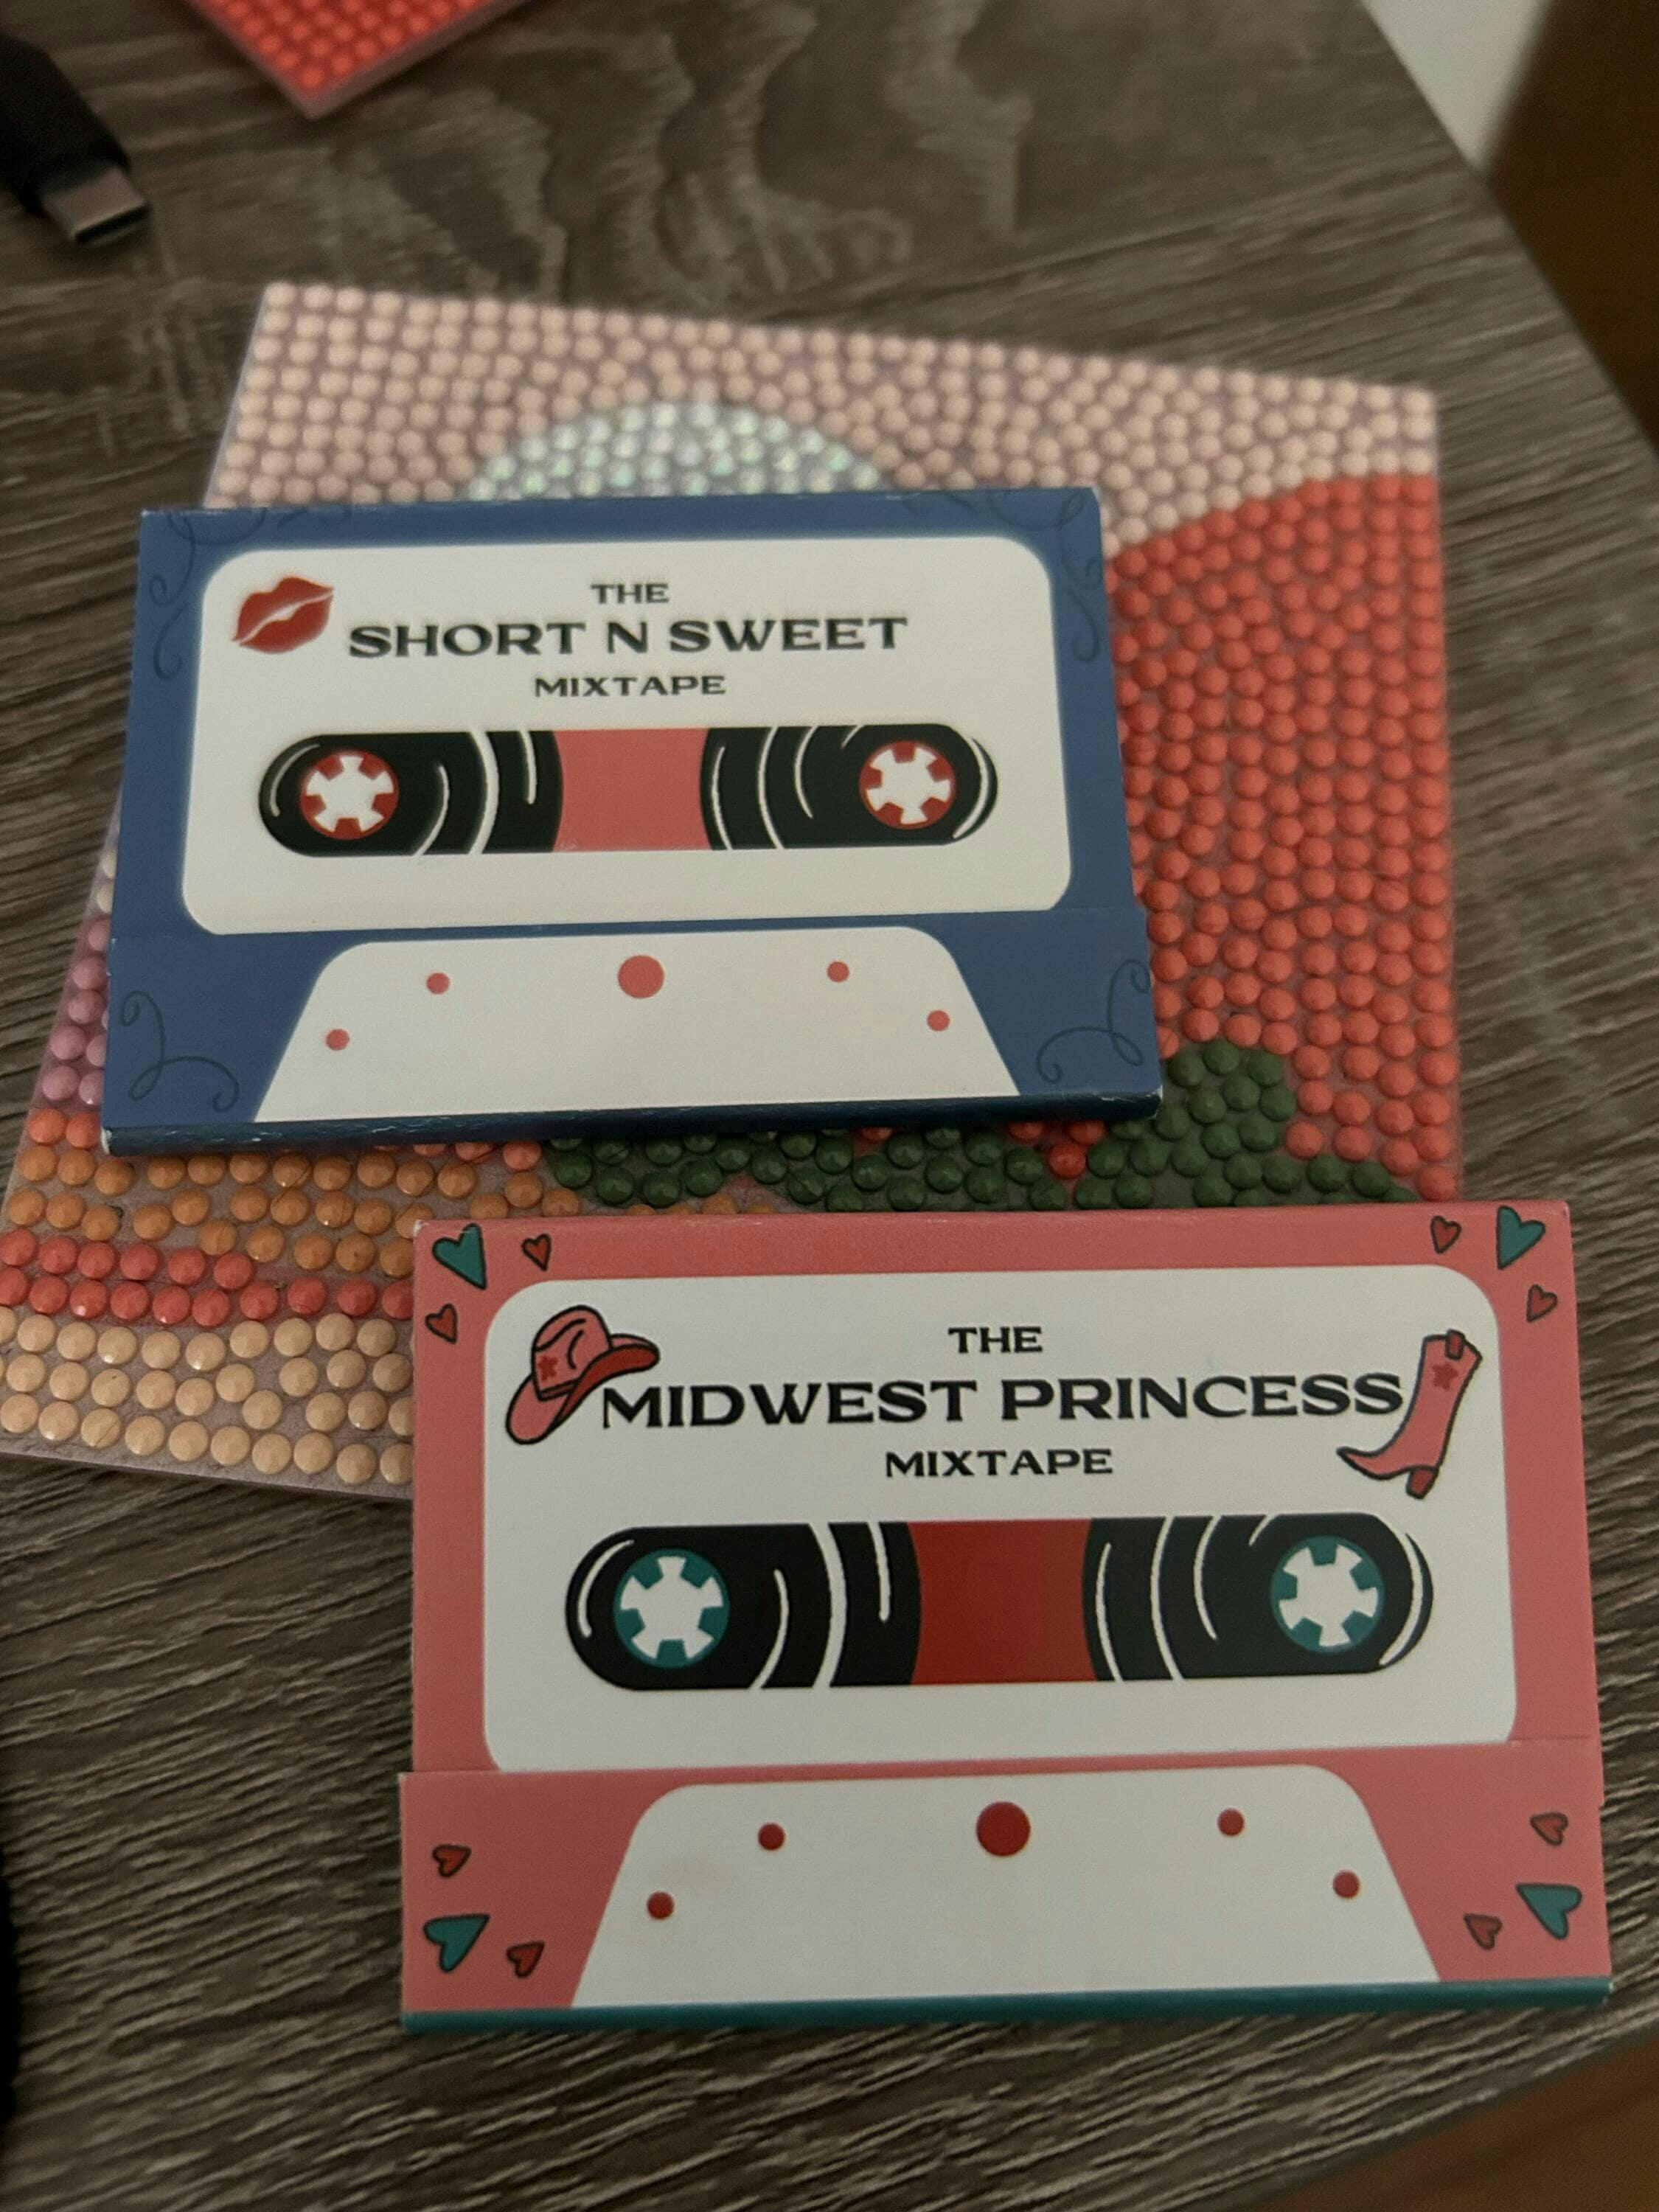 THE
SHORT N SWEET
MIXTAPE
THE
MIDWEST PRINCESS
MIXTAPE